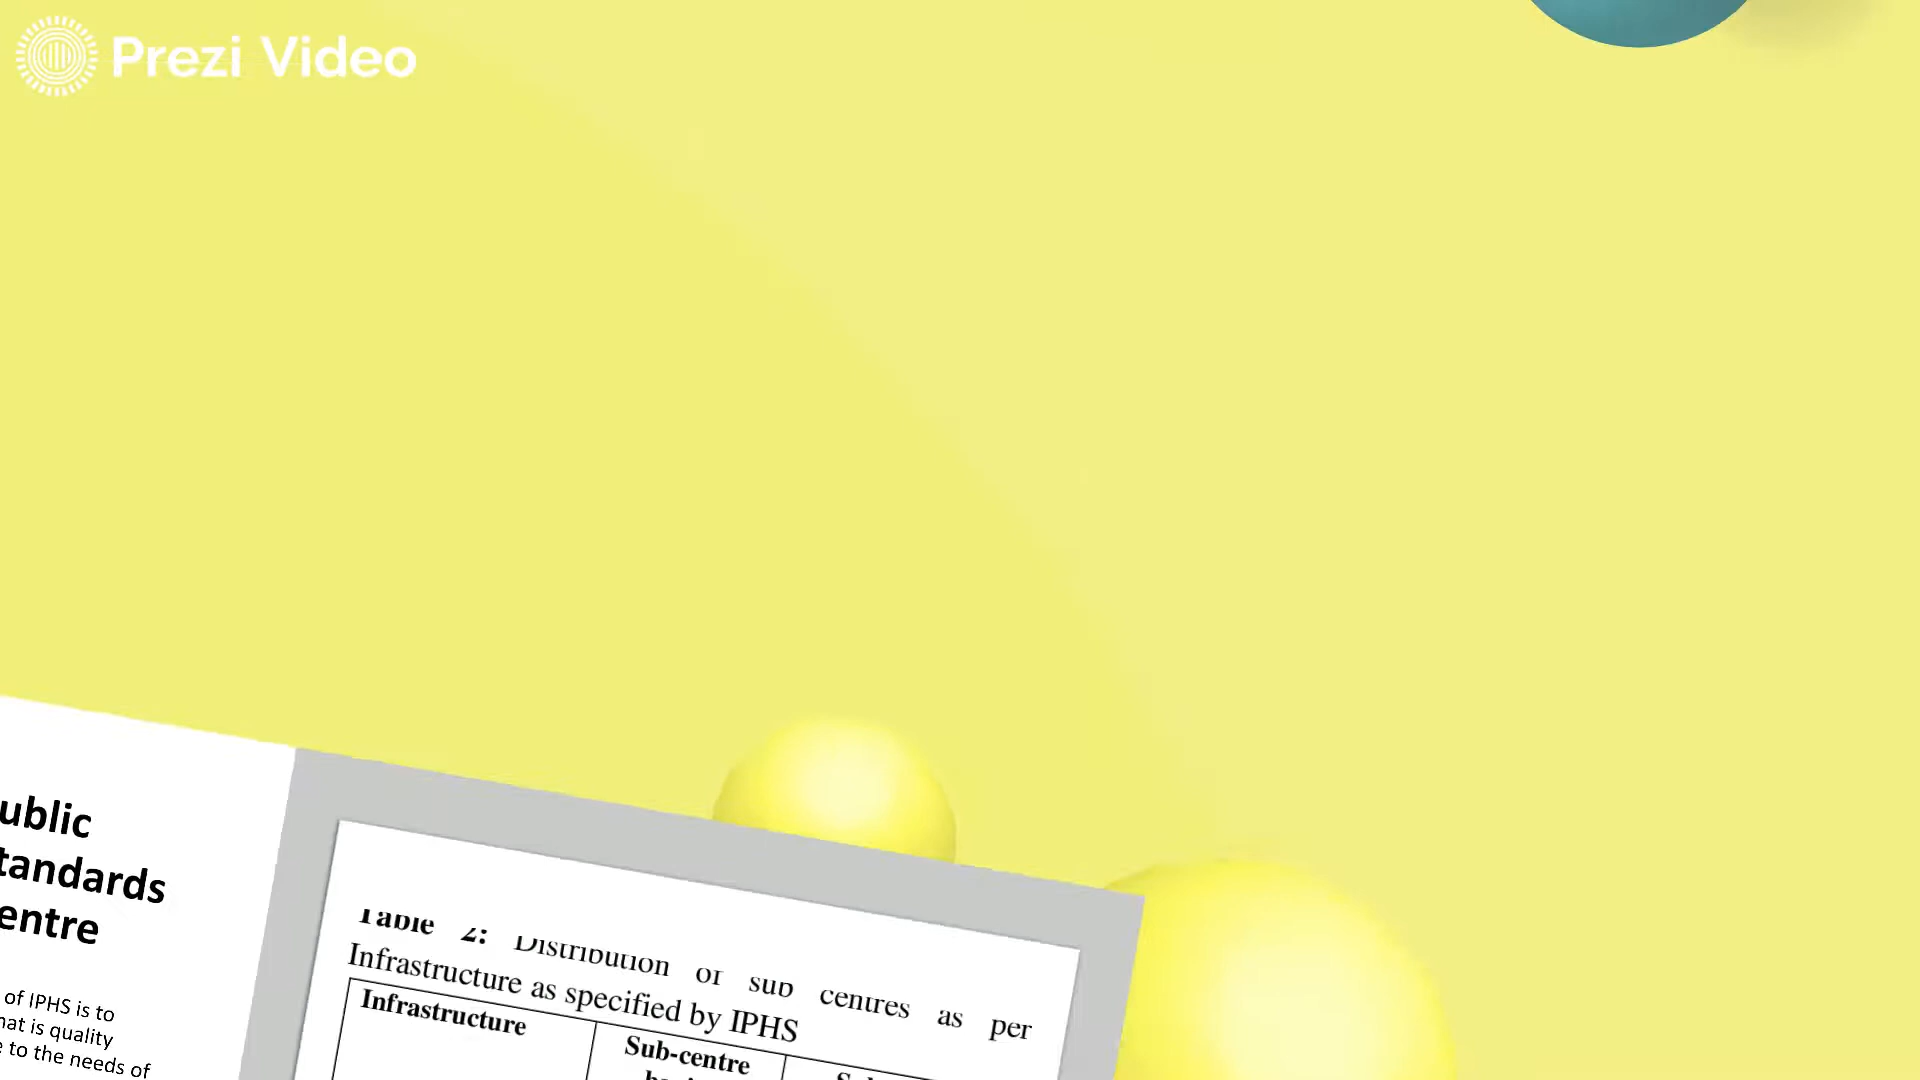 Prezi Video
ublic
tandards
entre
of IPHS is to
hat is quality
e to the needs of
Table 2: Distribution of sub centres as per
Infrastructure as specified by IPHS
Infrastructure
Sub-centre